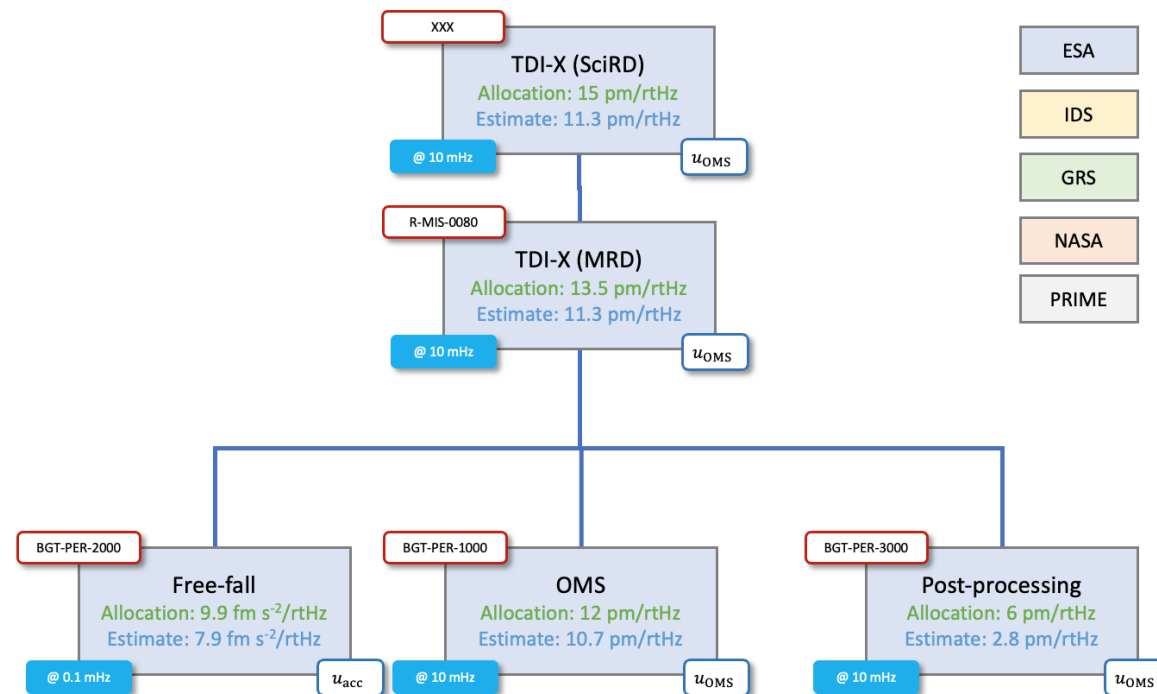 XXX
TDI-X (SciRD)
Allocation: 15 pm/rtHz
Estimate: 11.3 pm/rtHz
@ 10 mHz
u_OMS
R-MIS-0080
TDI-X (MRD)
Allocation: 13.5 pm/rtHz
Estimate: 11.3 pm/rtHz
@ 10 mHz
u_OMS
ESA
IDS
GRS
NASA
PRIME
BGT-PER-2000
Free-fall
Allocation: 9.9 fm s⁻²/rtHz
Estimate: 7.9 fm s⁻²/rtHz
@ 0.1 mHz
u_acc
BGT-PER-1000
OMS
Allocation: 12 pm/rtHz
Estimate: 10.7 pm/rtHz
@ 10 mHz
u_OMS
BGT-PER-3000
Post-processing
Allocation: 6 pm/rtHz
Estimate: 2.8 pm/rtHz
@ 10 mHz
u_OMS